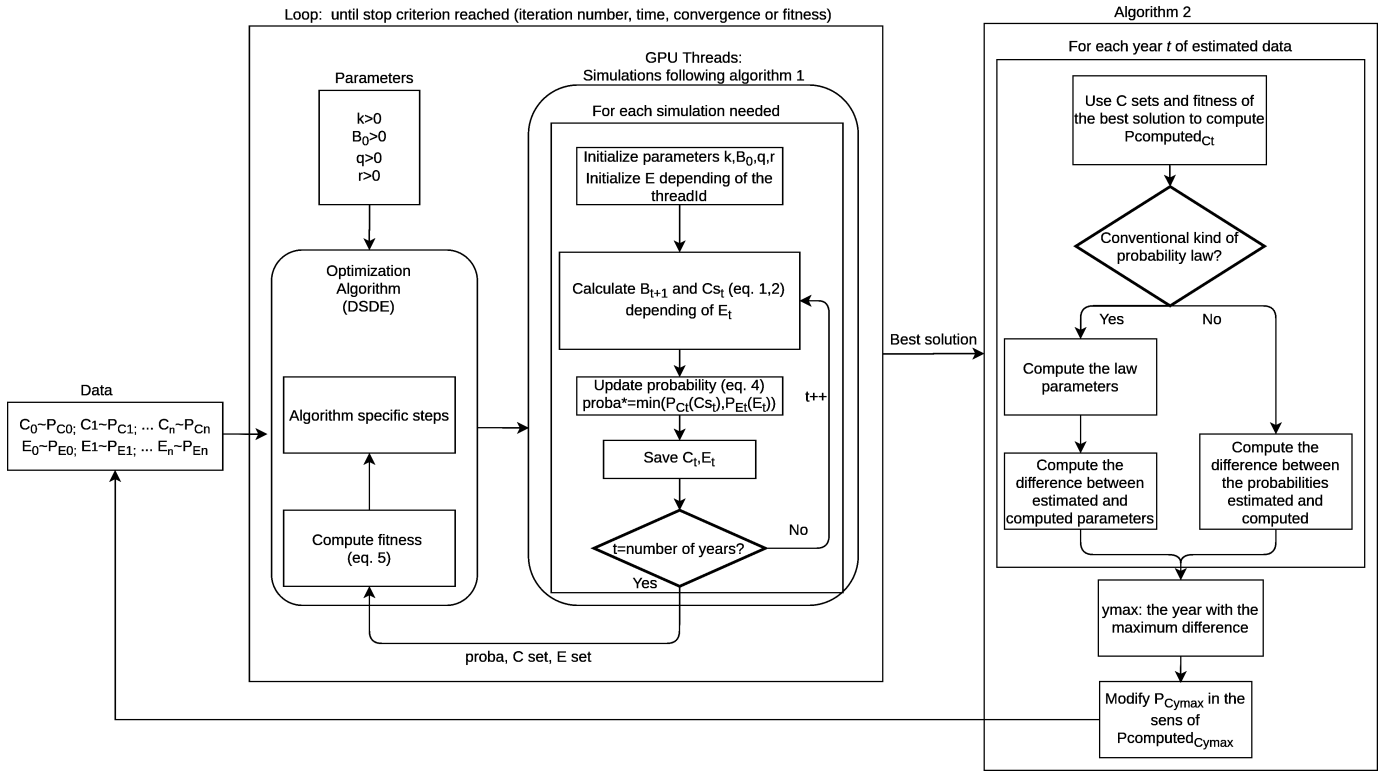 Loop:  until stop criterion reached (iteration number, time, convergence or fitness)
Parameters
k>0
B0>0
q>0
r>0
Optimization
Algorithm
(DSDE)
Algorithm specific steps
Compute fitness
(eq. 5)
Data
C0~PC0; C1~PC1; ... Cn~PCn
E0~PE0; E1~PE1; ... En~PEn
GPU Threads:
Simulations following algorithm 1
For each simulation needed
Initialize parameters k,B0,q,r
Initialize E depending of the
threadId
Calculate Bt+1 and Cst (eq. 1,2)
depending of Et
Update probability (eq. 4)
proba*=min(PCt(Cst),PEt(Et))
t++
Save Ct,Et
t=number of years?
No
Yes
proba, C set, E set
Best solution
Algorithm 2
For each year t of estimated data
Use C sets and fitness of
the best solution to compute
PcomputedCt
Conventional kind of
probability law?
Yes
No
Compute the law
parameters
Compute the
difference between
estimated and
computed parameters
Compute the
difference between
the probabilities
estimated and
computed
ymax: the year with the
maximum difference
Modify PCymax in the
sens of
PcomputedCymax